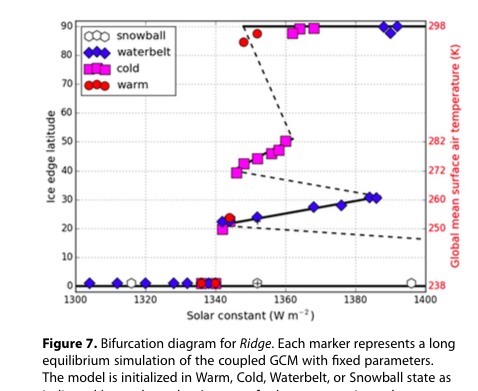 90
80
70
60
50
40
30
20
10
0
Ice edge latitude
snowball
waterbelt
cold
warm
298
282
272
260
250
238
Global mean surface air temperature (K)
1300 1320 1340 1360 1380 1400
Solar constant (W m⁻²)
Figure 7. Bifurcation diagram for Ridge. Each marker represents a long
equilibrium simulation of the coupled GCM with fixed parameters.
The model is initialized in Warm, Cold, Waterbelt, or Snowball state as